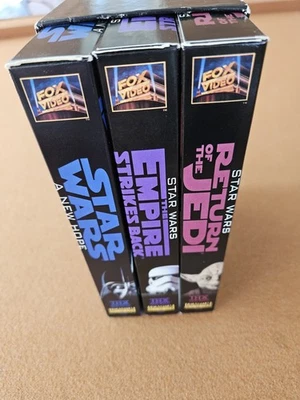 FOX
VIDEO
STAR
WARS
A NEW HOPE
THX
FOX
VIDEO
STAR WARS
THE
EMPIRE
STRIKES BACK
THX
FOX
VIDEO
STAR WARS
RETURN
OF THE
JEDI
THX